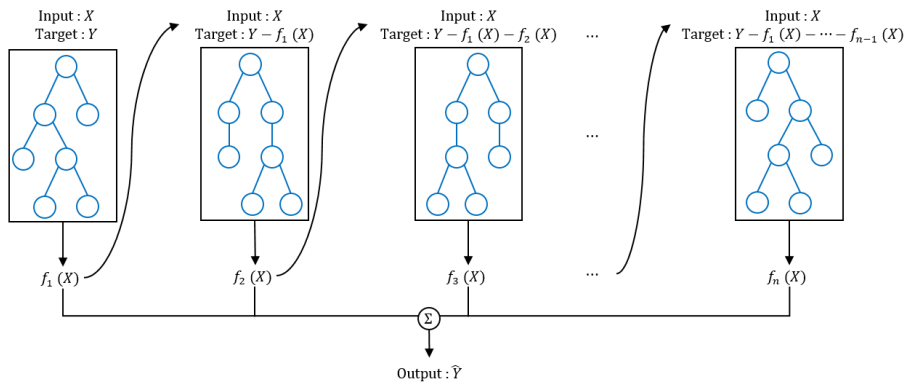 Input : X
Target : Y
Input : X
Target : Y − f₁ (X)
Input : X
Target : Y − f₁ (X) − f₂ (X)
...
Input : X
Target : Y − f₁ (X) − ⋯ − fₙ₋₁ (X)
...
f₁ (X)
f₂ (X)
f₃ (X)
...
fₙ (X)
Σ
Output : Ŷ